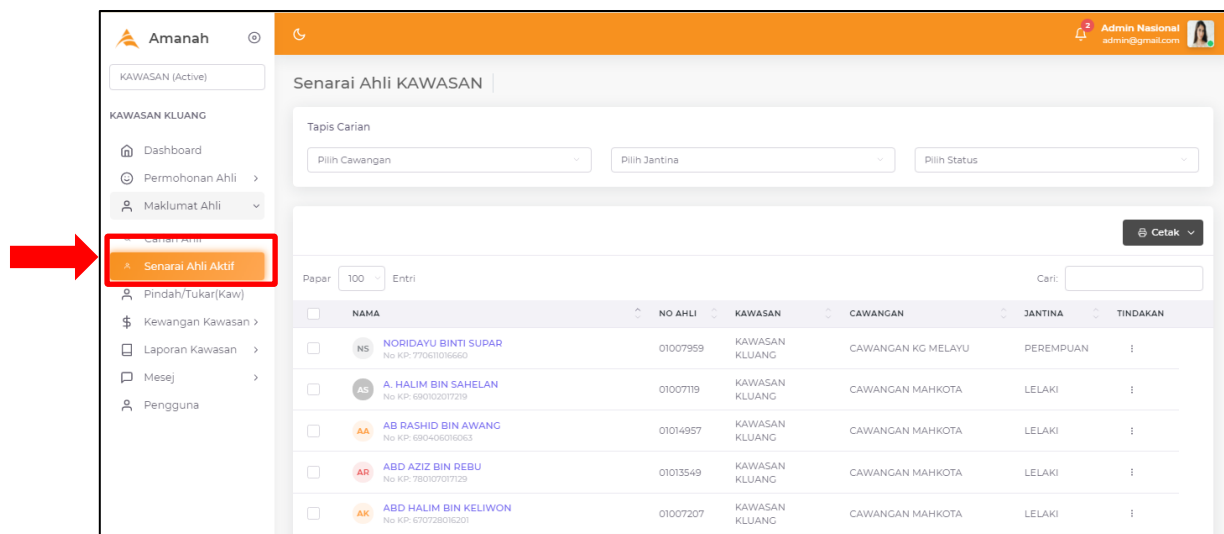 Amanah
2
Admin Nasional
admin@gmail.com
KAWASAN (Active)
KAWASAN KLUANG
Dashboard
Permohonan Ahli
Maklumat Ahli
Carian Ahli
Senarai Ahli Aktif
Pindah/Tukar(Kaw)
Kewangan Kawasan
Laporan Kawasan
Mesej
Pengguna
Senarai Ahli KAWASAN
Tapis Carian
Pilih Cawangan
Pilih Jantina
Pilih Status
Cetak
Papar 100 Entri
Cari:
NAMA NO AHLI KAWASAN CAWANGAN JANTINA TINDAKAN
NS NORIDAYU BINTI SUPAR 01007959 KAWASAN KLUANG CAWANGAN KG MELAYU PEREMPUAN
No KP: 770611016660
AS A. HALIM BIN SAHELAN 01007119 KAWASAN KLUANG CAWANGAN MAHKOTA LELAKI
No KP: 690102017219
AA AB RASHID BIN AWANG 01014957 KAWASAN KLUANG CAWANGAN MAHKOTA LELAKI
No KP: 690406016063
AR ABD AZIZ BIN REBU 01013549 KAWASAN KLUANG CAWANGAN MAHKOTA LELAKI
No KP: 780107017129
AK ABD HALIM BIN KELIWON 01007207 KAWASAN KLUANG CAWANGAN MAHKOTA LELAKI
No KP: 670728016201